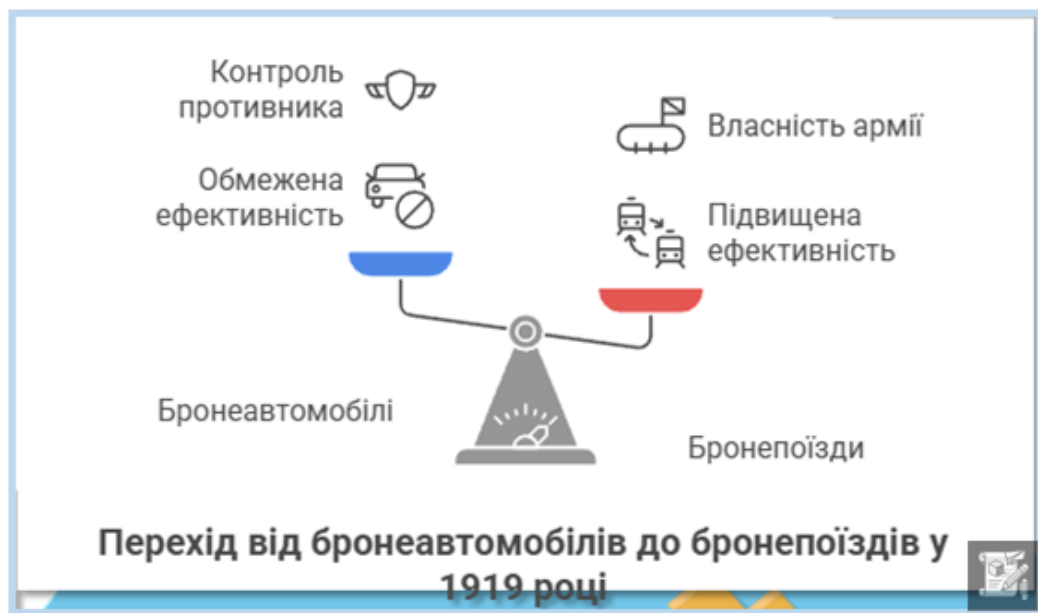 Контроль
противника
Обмежена
ефективність
Власність армії
Підвищена
ефективність
Бронеавтомобілі
Бронепоїзди
Перехід від бронеавтомобілів до бронепоїздів у
1919 році